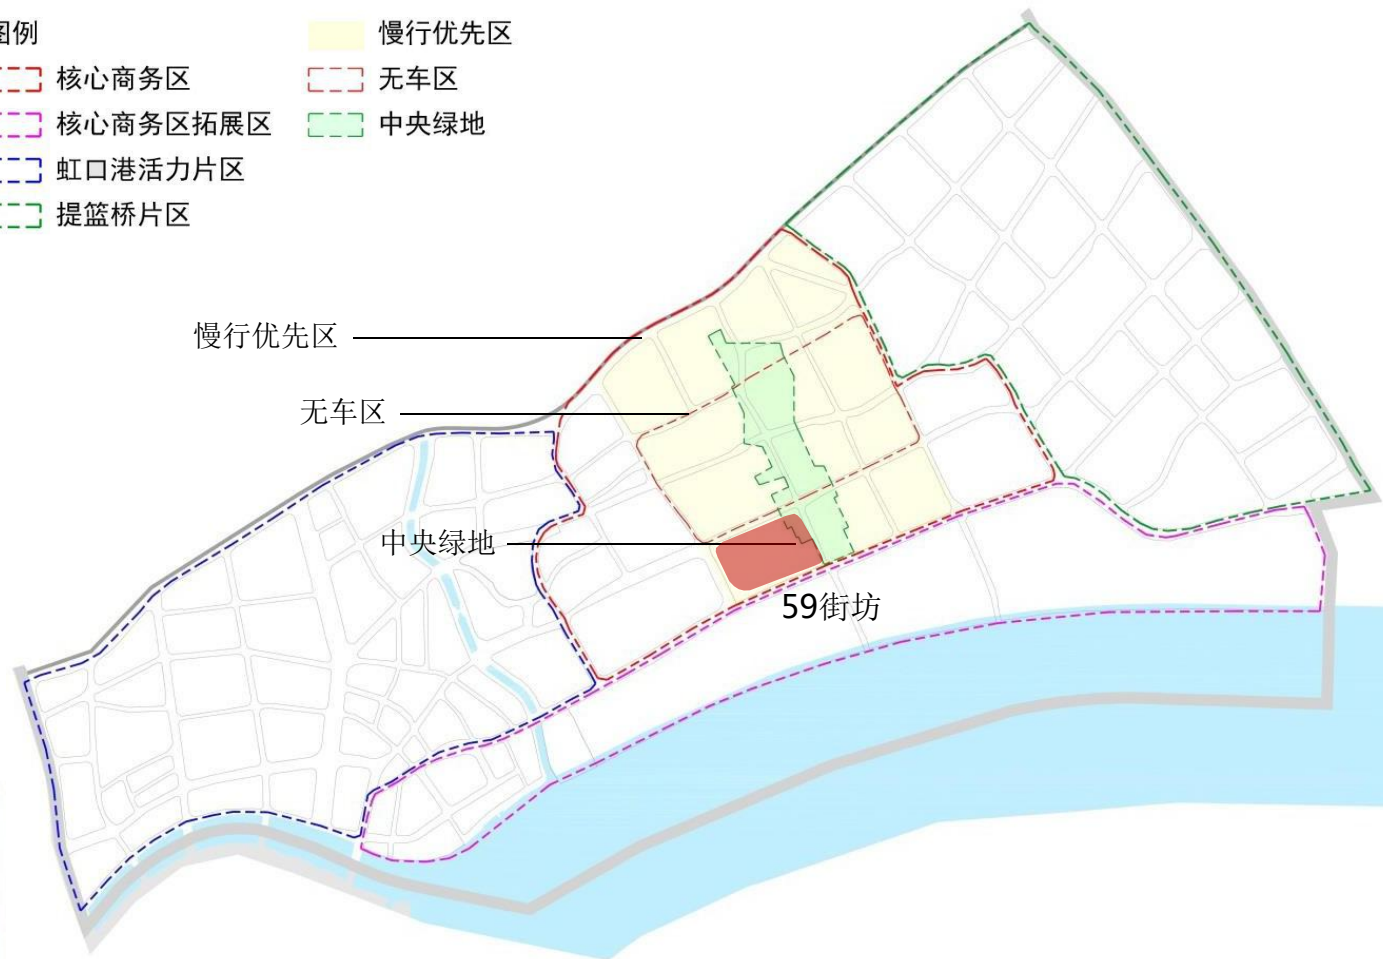 图例
慢行优先区
核心商务区
无车区
核心商务区拓展区
中央绿地
虹口港活力片区
提篮桥片区
慢行优先区
无车区
中央绿地
59街坊